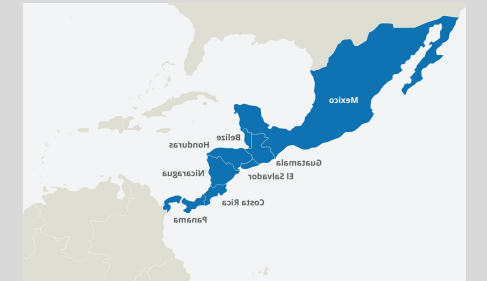 Mexico
Belize
Honduras
Guatamala
Nicaragua
El Salvador
Costa Rica
Panama